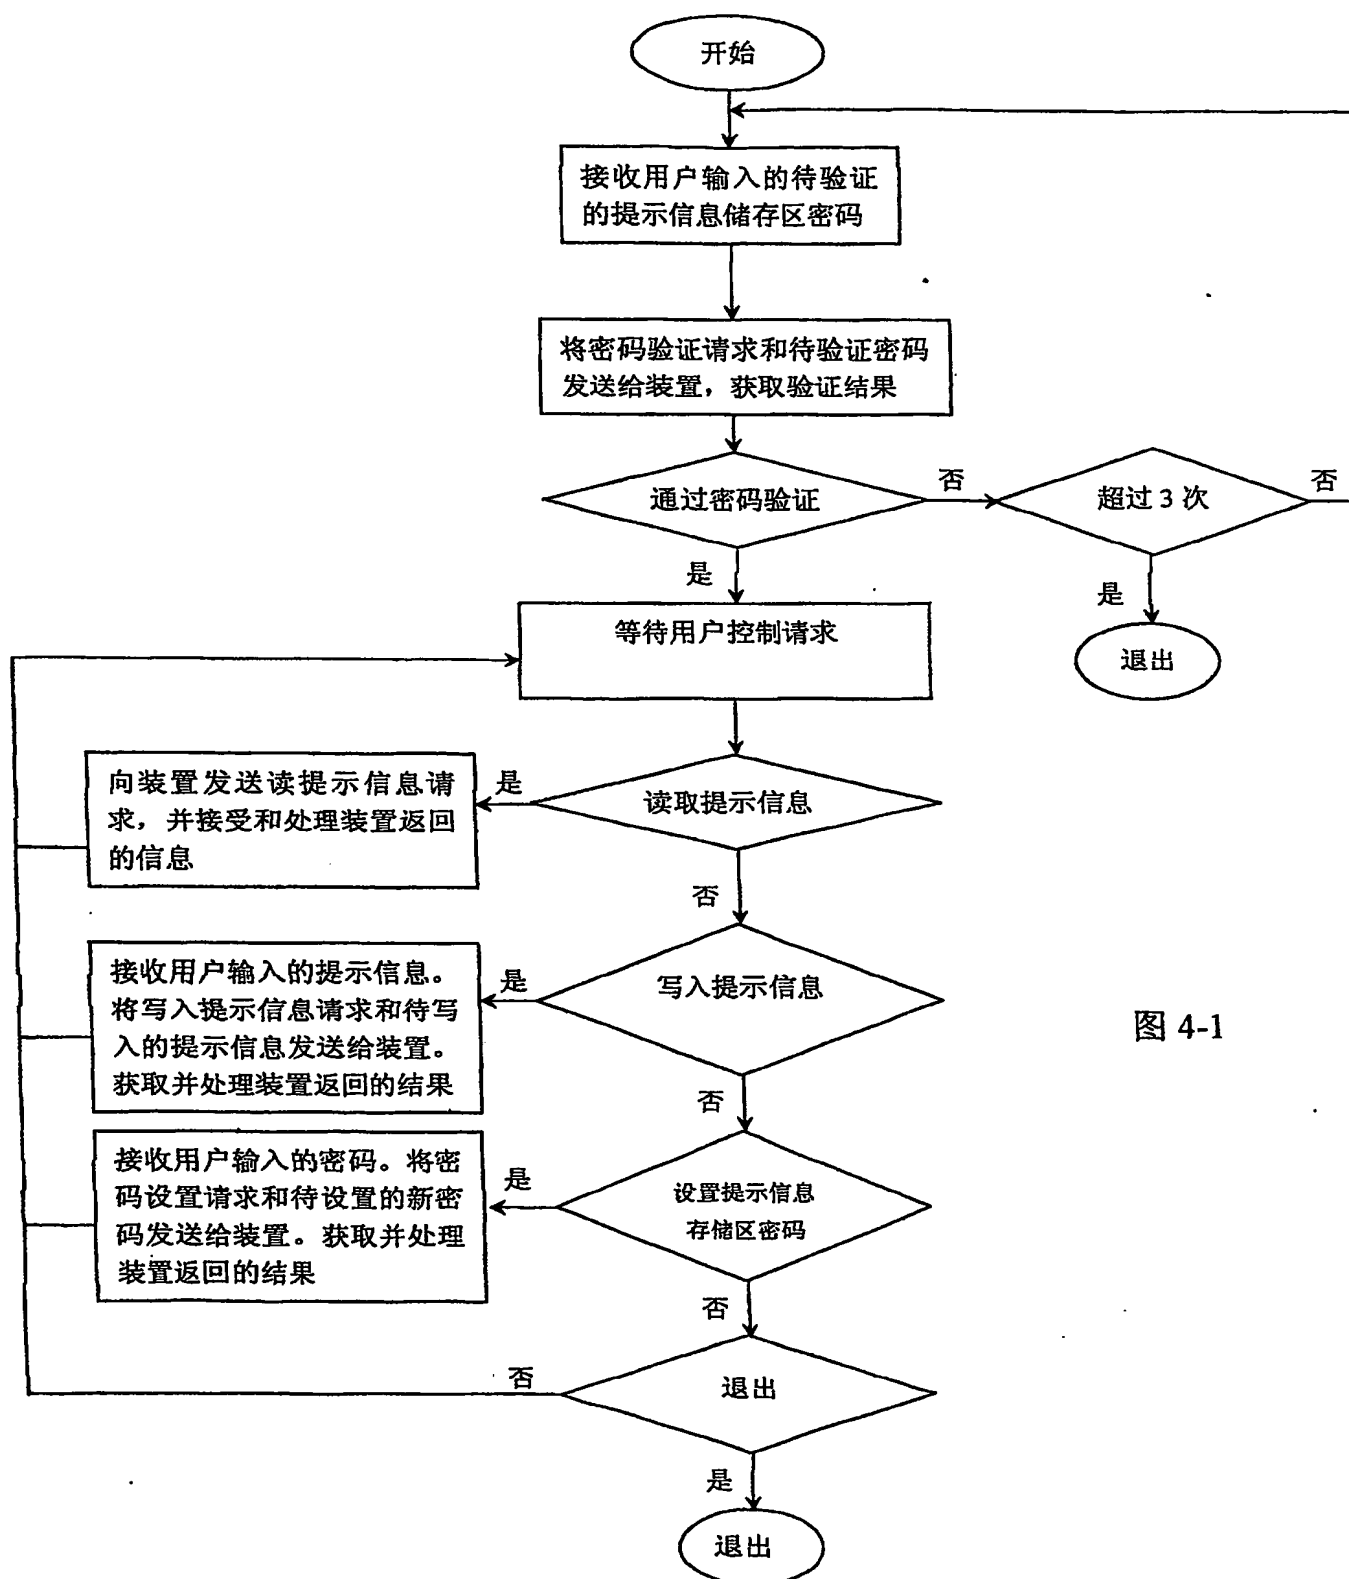 开始
接收用户输入的待验证
的提示信息储存区密码
将密码验证请求和待验证密码
发送给装置，获取验证结果
通过密码验证
否
超过 3 次
否
是
是
退出
等待用户控制请求
读取提示信息
是
向装置发送读提示信息请
求，并接受和处理装置返回
的信息
否
写入提示信息
是
接收用户输入的提示信息。
将写入提示信息请求和待写
入的提示信息发送给装置。
获取并处理装置返回的结果
图 4-1
否
设置提示信息
存储区密码
是
接收用户输入的密码。将密
码设置请求和待设置的新密
码发送给装置。获取并处理
装置返回的结果
否
退出
否
是
退出